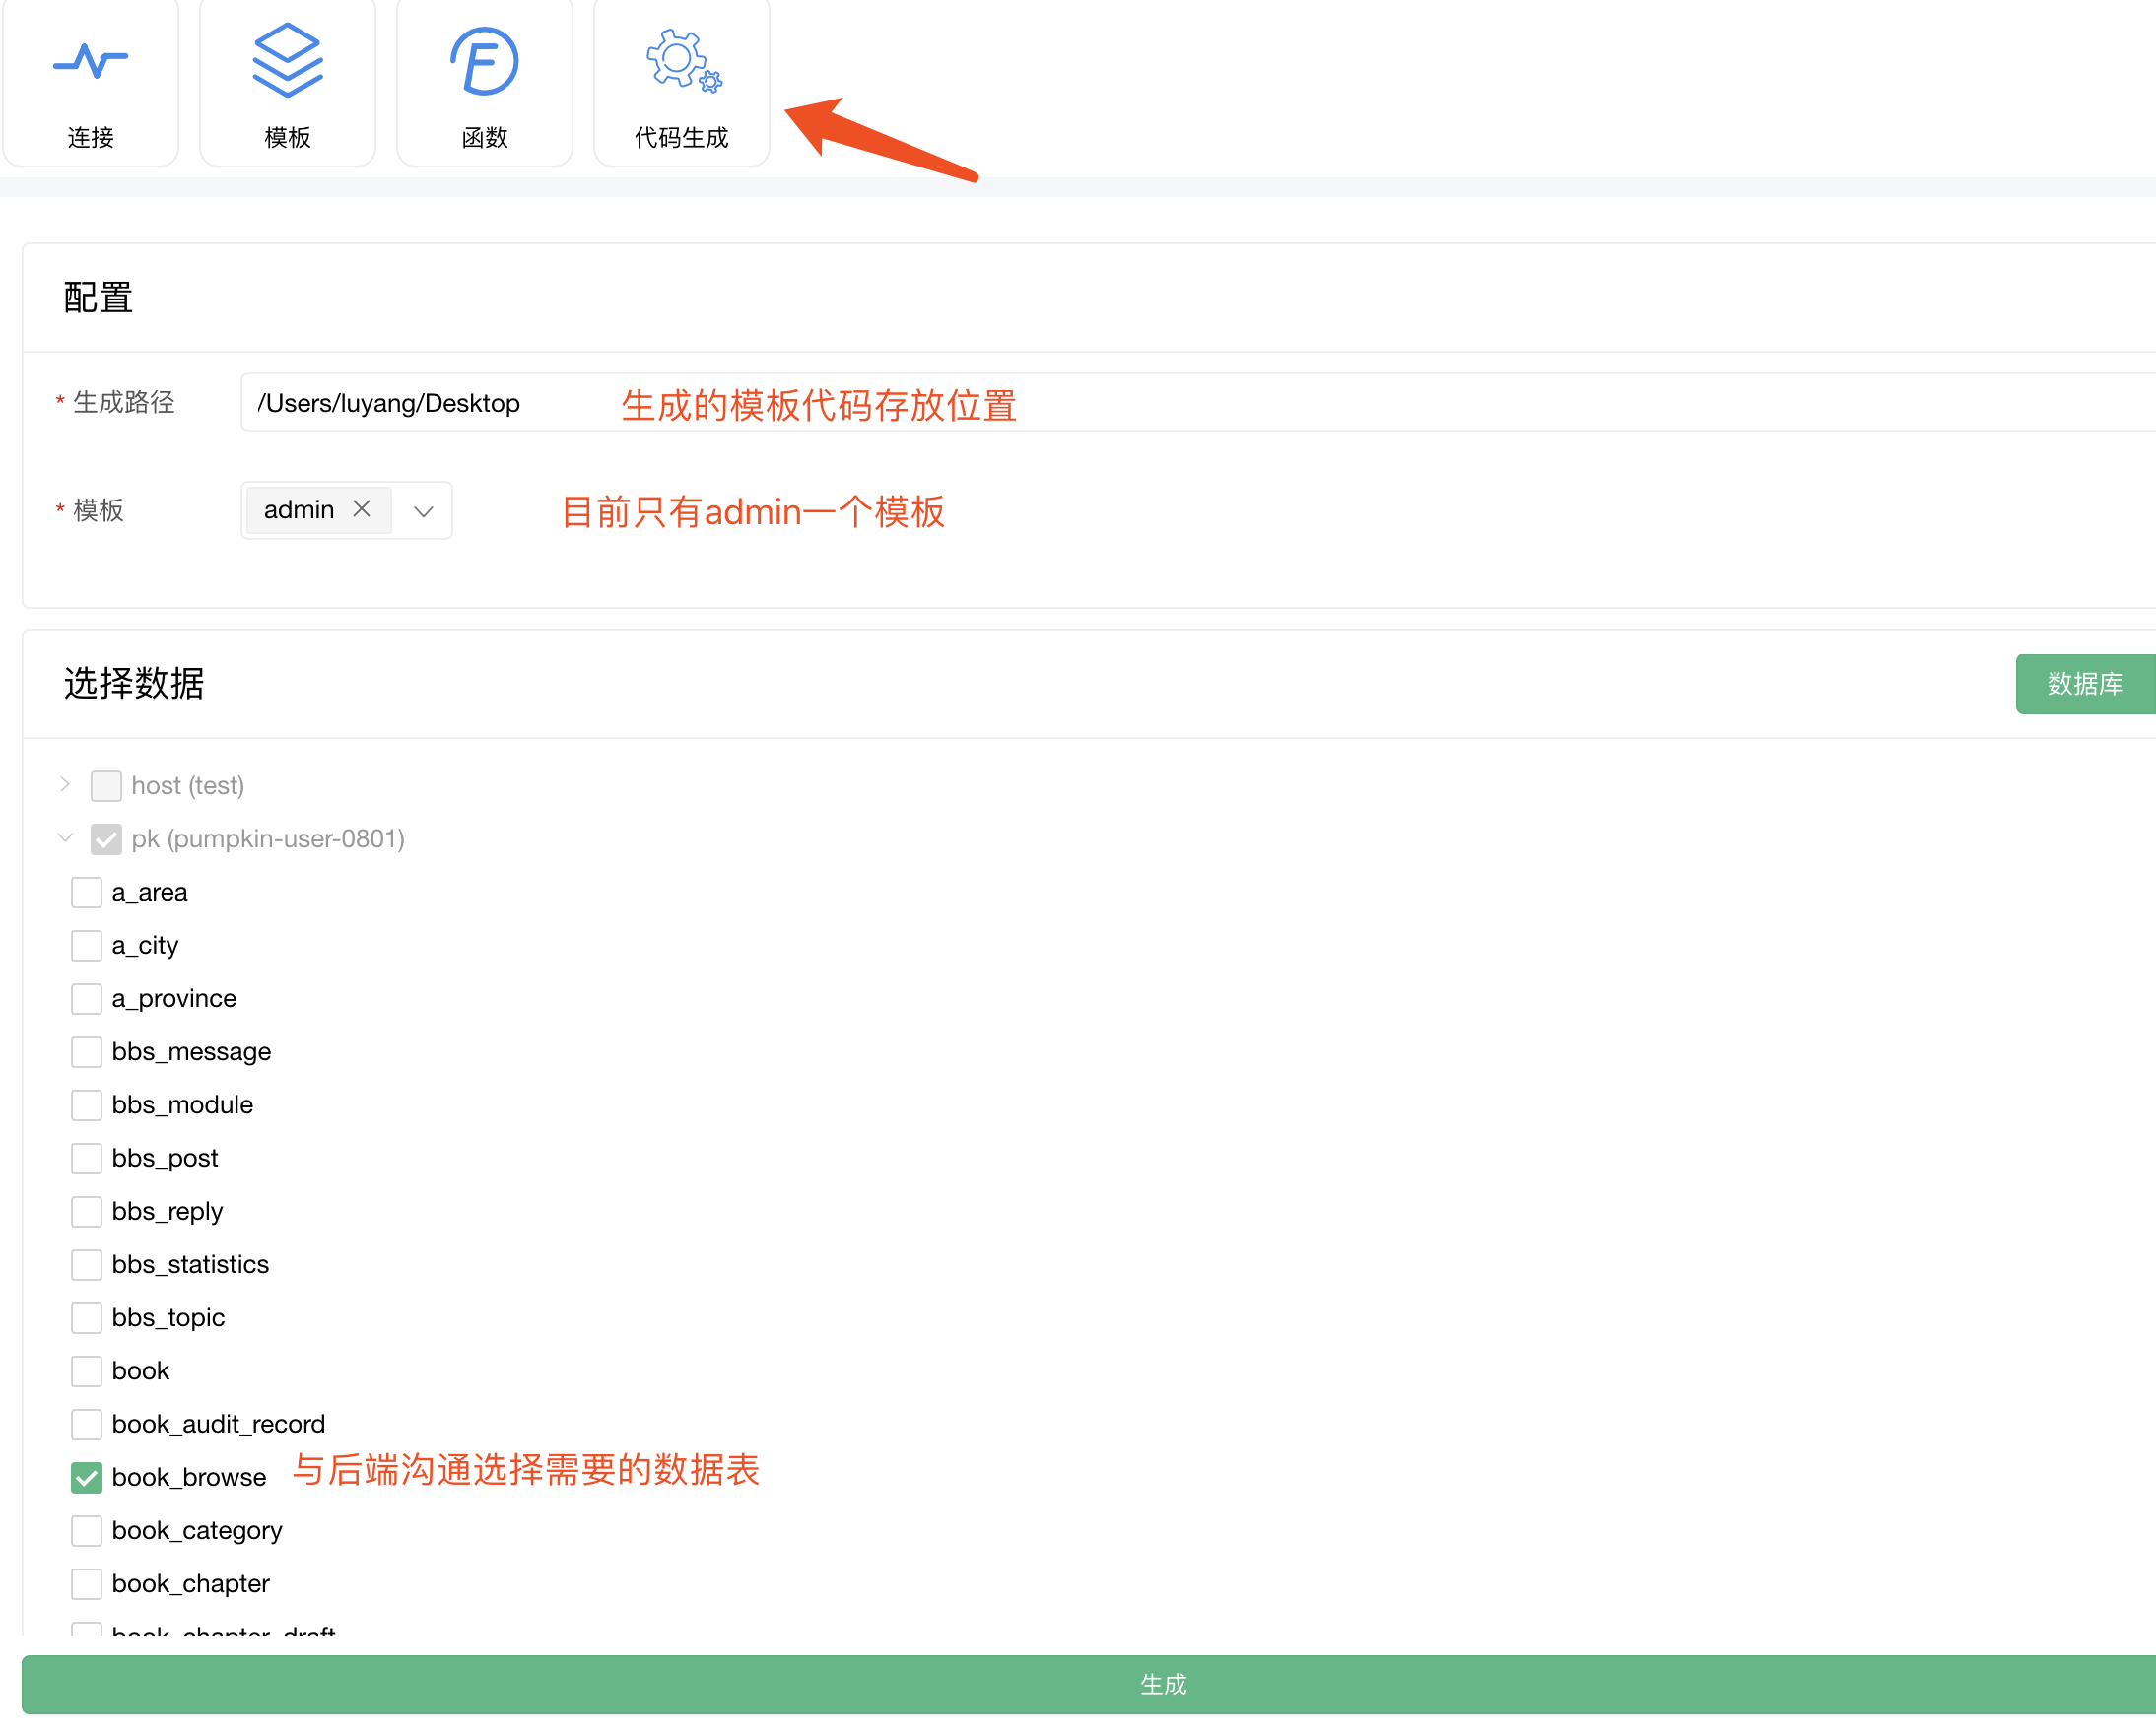 连接
模板
函数
代码生成
配置
* 生成路径
/Users/luyang/Desktop
生成的模板代码存放位置
* 模板
admin
目前只有admin一个模板
选择数据
数据库
host (test)
pk (pumpkin-user-0801)
a_area
a_city
a_province
bbs_message
bbs_module
bbs_post
bbs_reply
bbs_statistics
bbs_topic
book
book_audit_record
book_browse
与后端沟通选择需要的数据表
book_category
book_chapter
book_chapter_draft
生成